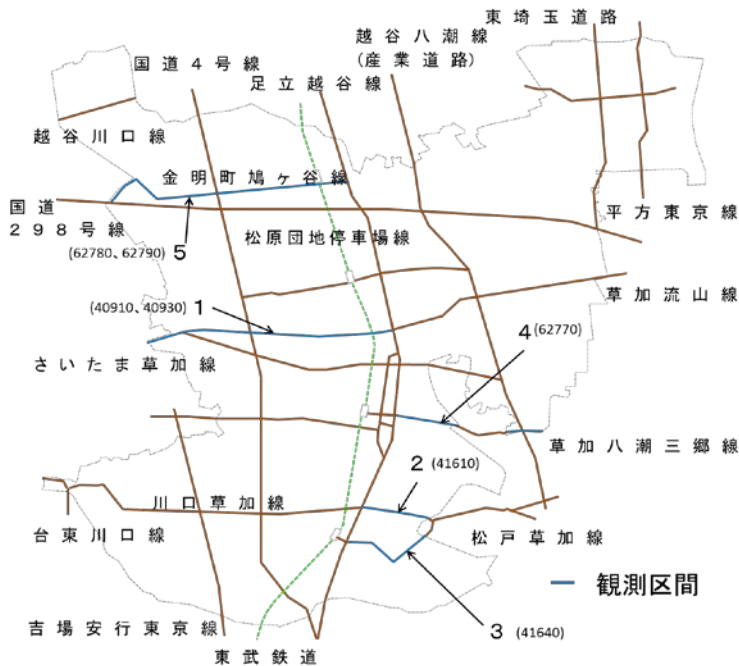 東埼玉道路
越谷八潮線
(産業道路)
国道4号線
足立越谷線
越谷川口線
金明町鳩ヶ谷線
国道
298号線
平方東京線
松原団地停車場線
(62780、62790) 5
(40910、40930) 1
草加流山線
4 (62770)
さいたま草加線
草加八潮三郷線
2 (41610)
川口草加線
台東川口線
松戸草加線
観測区間
吉場安行東京線
3 (41640)
東武鉄道